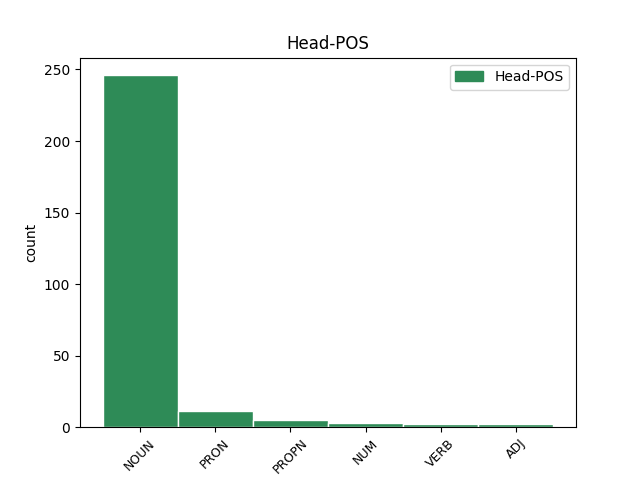 Head-POS
Head-POS
count
250
200
150
100
50
0
NOUN
PRON
PROPN
NUM
VERB
ADJ